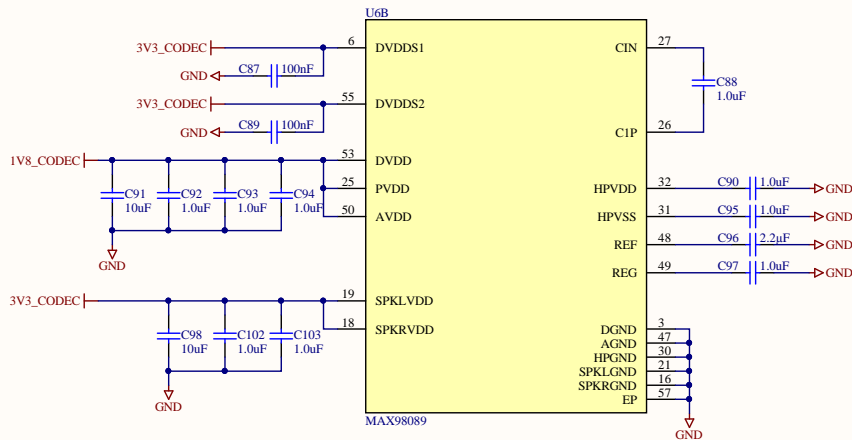 U6B
3V3_CODEC 6 DVDDS1 CIN 27
GND C87 100nF
C88
1.0uF
3V3_CODEC 55 DVDDS2
GND C89 100nF C1P 26
1V8_CODEC 53 DVDD
25 PVDD HPVDD 32 C90 1.0uF GND
C91 C92 C93 C94
10uF 1.0uF 1.0uF 1.0uF
50 AVDD HPVSS 31 C95 1.0uF GND
REF 48 C96 2.2µF GND
GND
REG 49 C97 1.0uF GND
3V3_CODEC 19 SPKLVDD
18 SPKRVDD DGND 3
C98 C102 C103
10uF 1.0uF 1.0uF
AGND 47
HPGND 30
SPKLGND 21
SPKRGND 16
EP 57
GND
MAX98089
GND